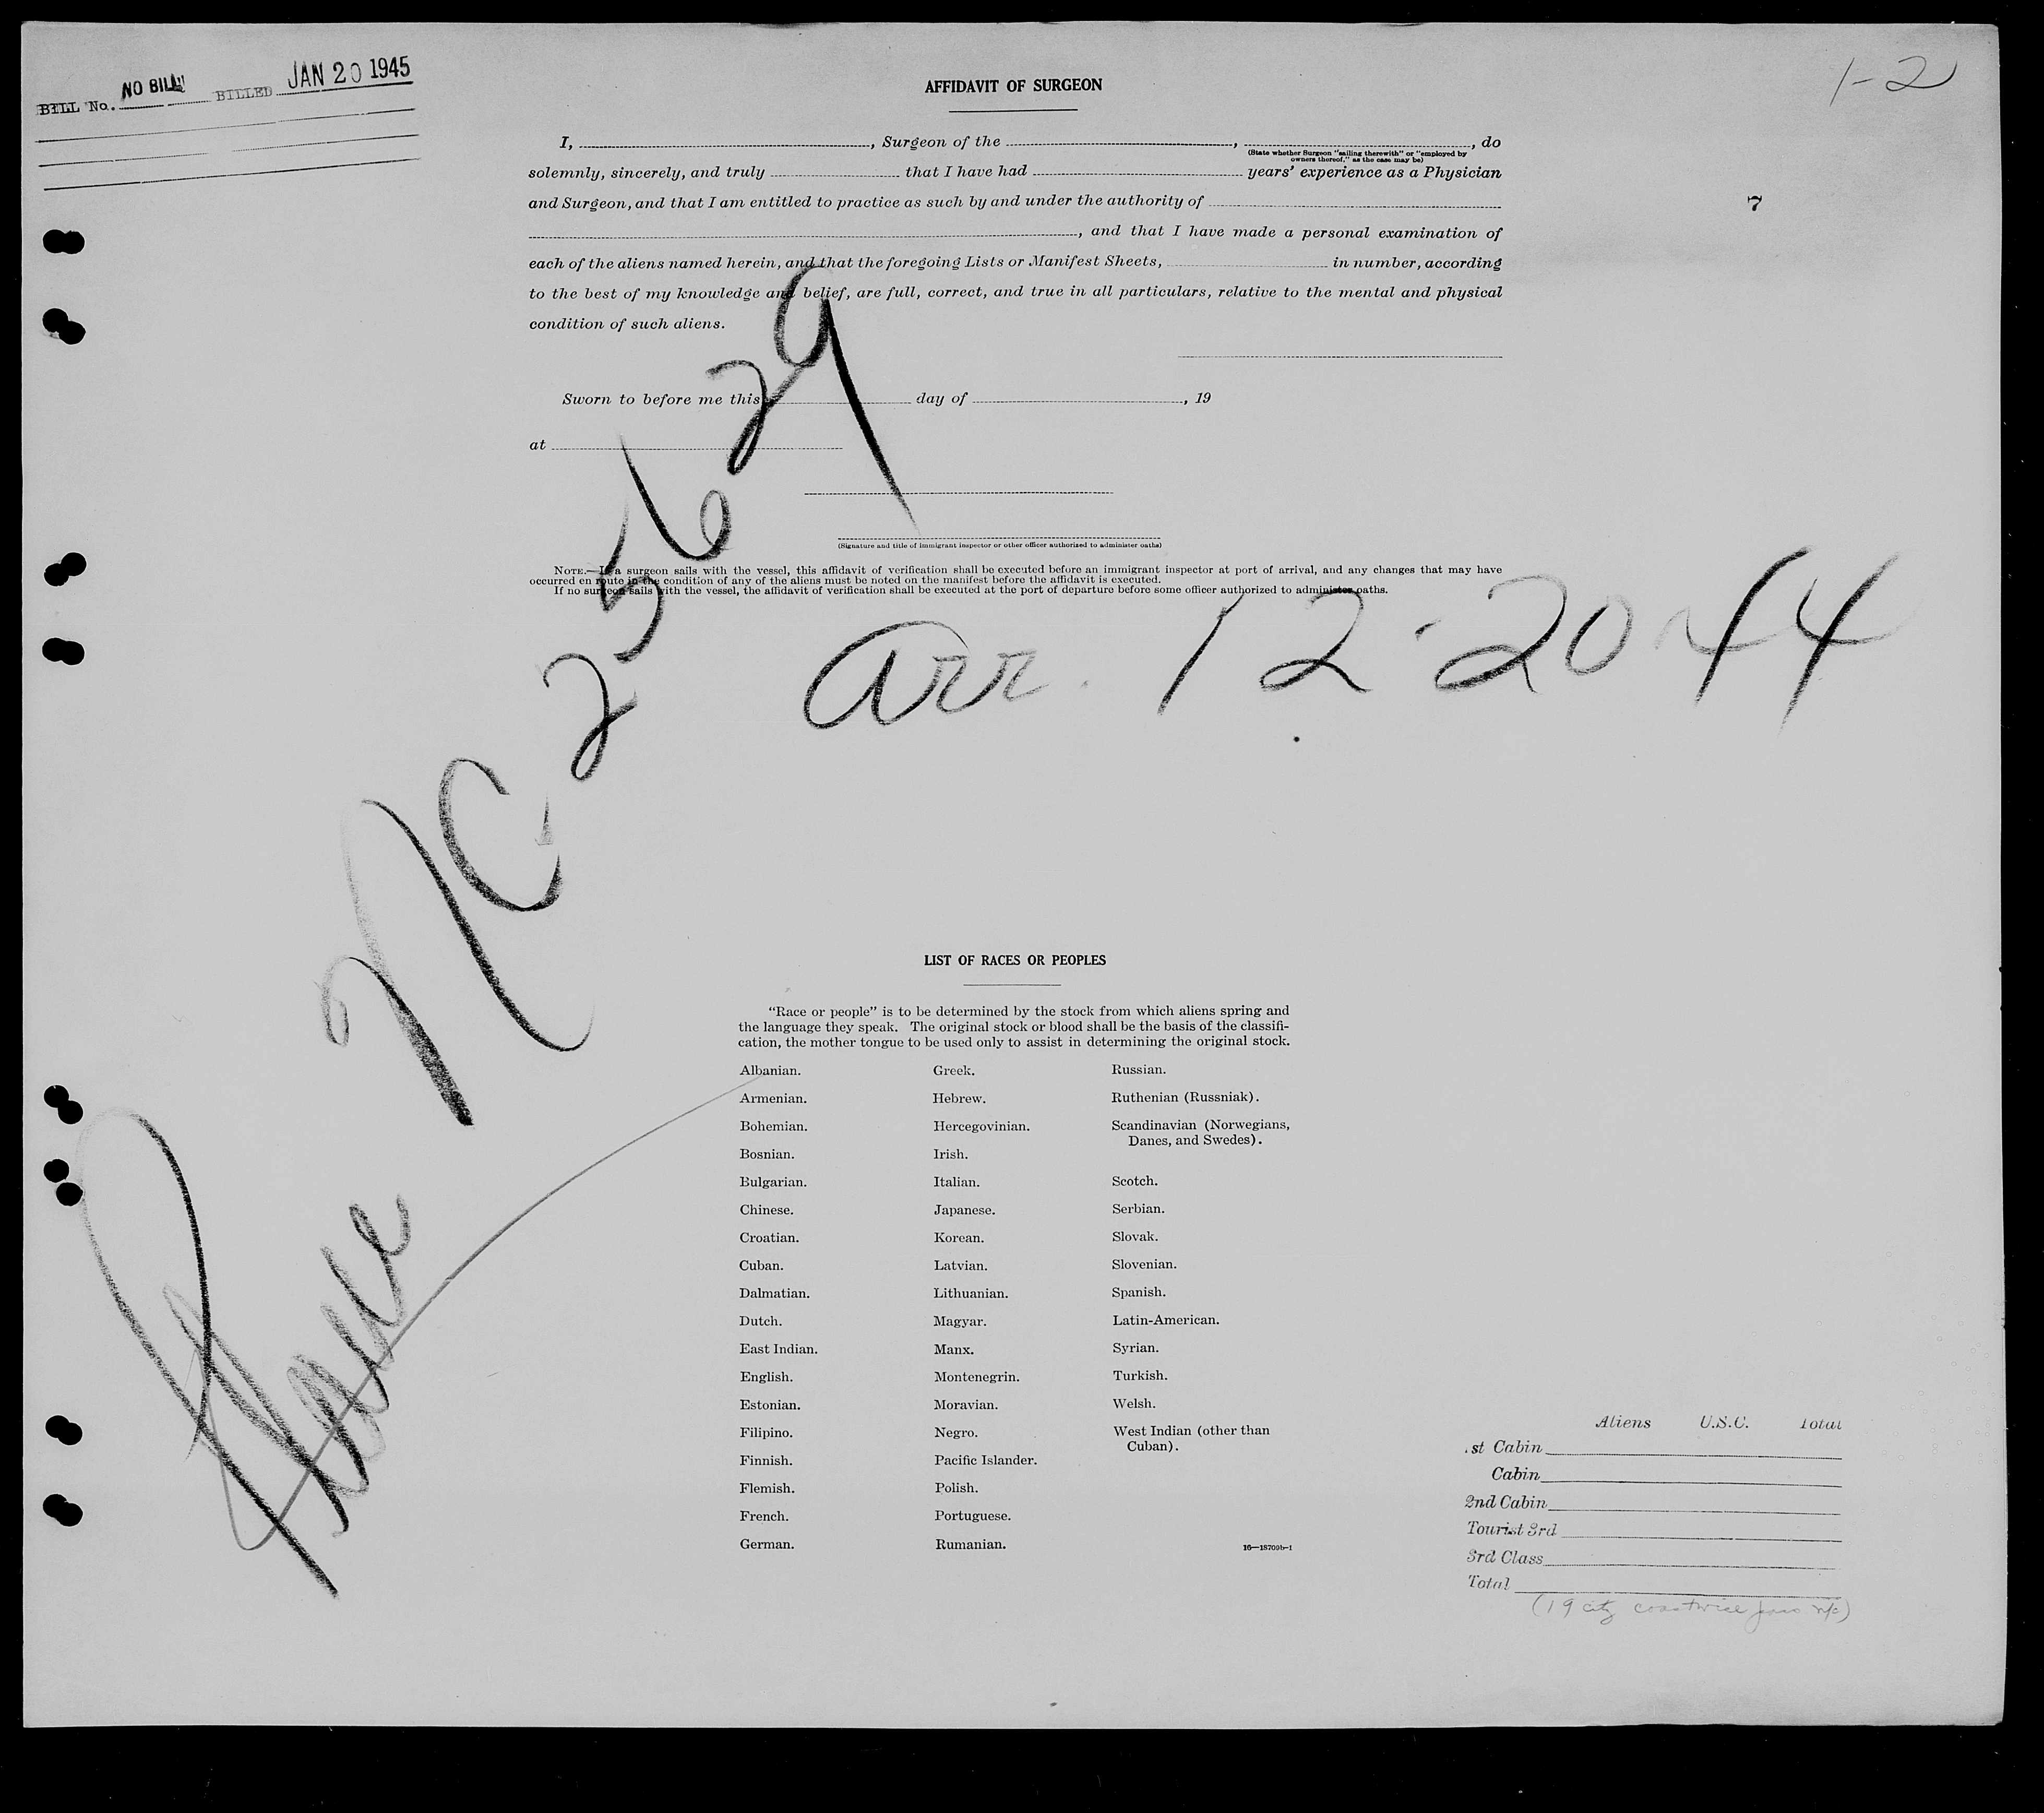 BILL No. NO BILL BILLED JAN 20 1945
1-2
AFFIDAVIT OF SURGEON
I, , Surgeon of the , , do
(State whether Surgeon "sailing therewith" or "employed by
owners thereof," as the case may be)
solemnly, sincerely, and truly that I have had years' experience as a Physician
and Surgeon, and that I am entitled to practice as such by and under the authority of
7
, and that I have made a personal examination of
each of the aliens named herein, and that the foregoing Lists or Manifest Sheets, in number, according
to the best of my knowledge and belief, are full, correct, and true in all particulars, relative to the mental and physical
condition of such aliens.
Sworn to before me this day of , 19
at
(Signature and title of immigrant inspector or other officer authorized to administer oaths)
NOTE.—If a surgeon sails with the vessel, this affidavit of verification shall be executed before an immigrant inspector at port of arrival, and any changes that may have
occurred en route in the condition of any of the aliens must be noted on the manifest before the affidavit is executed.
If no surgeon sails with the vessel, the affidavit of verification shall be executed at the port of departure before some officer authorized to administer oaths.
Plane NC 25629
arr. 12-20-44
LIST OF RACES OR PEOPLES
"Race or people" is to be determined by the stock from which aliens spring and
the language they speak. The original stock or blood shall be the basis of the classifi-
cation, the mother tongue to be used only to assist in determining the original stock.
Albanian. Greek. Russian.
Armenian. Hebrew. Ruthenian (Russniak).
Bohemian. Hercegovinian. Scandinavian (Norwegians,
Danes, and Swedes).
Bosnian. Irish.
Bulgarian. Italian. Scotch.
Chinese. Japanese. Serbian.
Croatian. Korean. Slovak.
Cuban. Latvian. Slovenian.
Dalmatian. Lithuanian. Spanish.
Dutch. Magyar. Latin-American.
East Indian. Manx. Syrian.
English. Montenegrin. Turkish.
Estonian. Moravian. Welsh.
Filipino. Negro. West Indian (other than
Cuban).
Finnish. Pacific Islander.
Flemish. Polish.
French. Portuguese.
German. Rumanian. 16—18709b-1
Aliens U.S.C. Total
1st Cabin
Cabin
2nd Cabin
Tourist 3rd
3rd Class
Total
(19 city coastwise pass n/c)